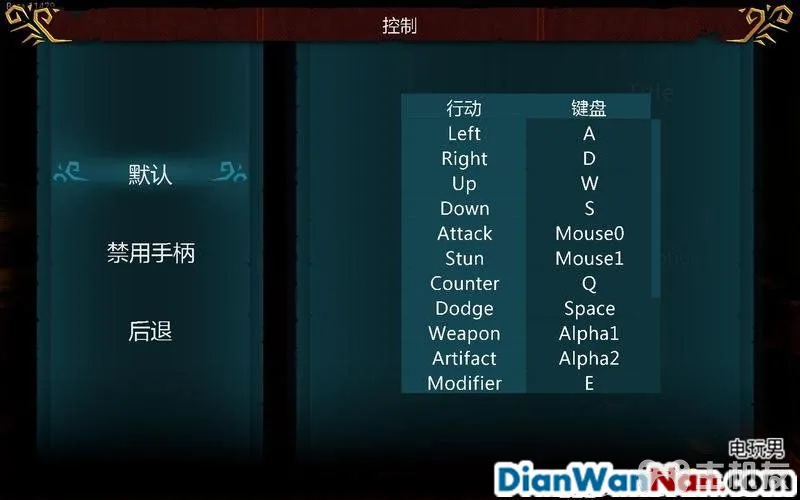 控制
默认
禁用手柄
后退
行动 键盘
Left A
Right D
Up W
Down S
Attack Mouse0
Stun Mouse1
Counter Q
Dodge Space
Weapon Alpha1
Artifact Alpha2
Modifier E
电玩男
DianWanNan.com